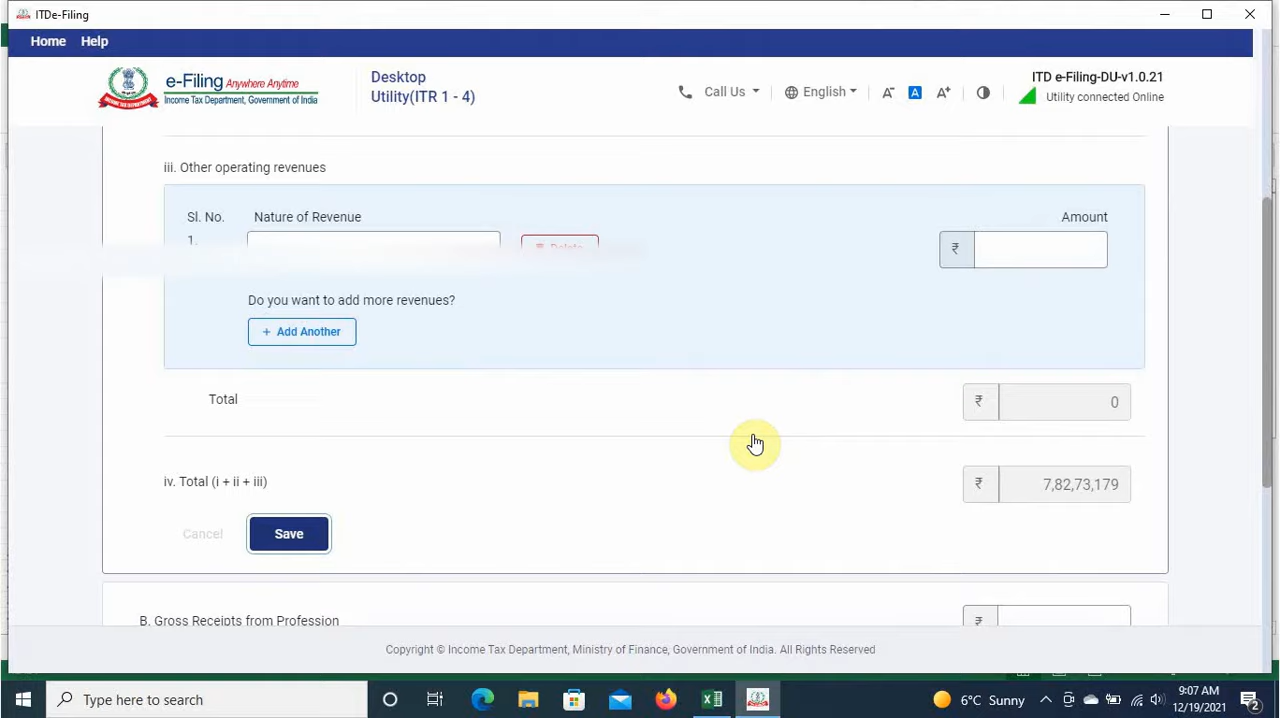 ITDe-Filing
Home Help
e-Filing Anywhere Anytime
Income Tax Department, Government of India
Desktop
Utility(ITR 1 - 4)
Call Us
English
A- A A+
ITD e-Filing-DU-v1.0.21
Utility connected Online
iii. Other operating revenues
Sl. No. Nature of Revenue Amount
1. Delete ₹
Do you want to add more revenues?
+ Add Another
Total ₹ 0
iv. Total (i + ii + iii) ₹ 7,82,73,179
Cancel Save
B. Gross Receipts from Profession ₹
Copyright © Income Tax Department, Ministry of Finance, Government of India. All Rights Reserved
Type here to search
6°C Sunny
9:07 AM
12/19/2021
2